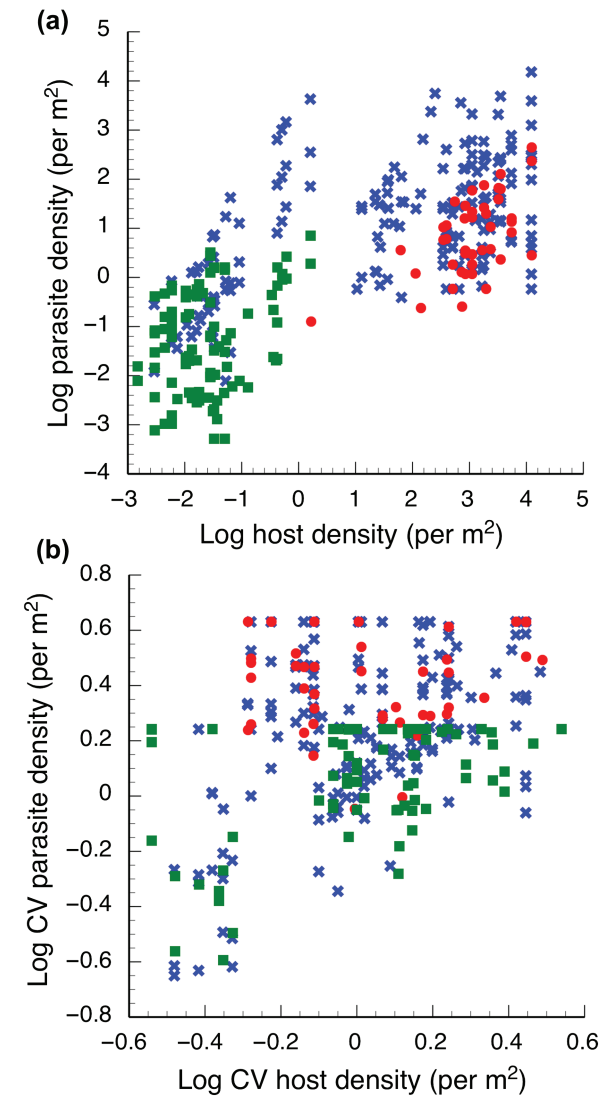 (a)
5
4
3
2
1
0
−1
−2
−3
−4
Log parasite density (per m²)
−3 −2 −1 0 1 2 3 4 5
Log host density (per m²)
(b)
0.8
0.6
0.4
0.2
0
−0.2
−0.4
−0.6
−0.8
Log CV parasite density (per m²)
−0.6 −0.4 −0.2 0 0.2 0.4 0.6
Log CV host density (per m²)